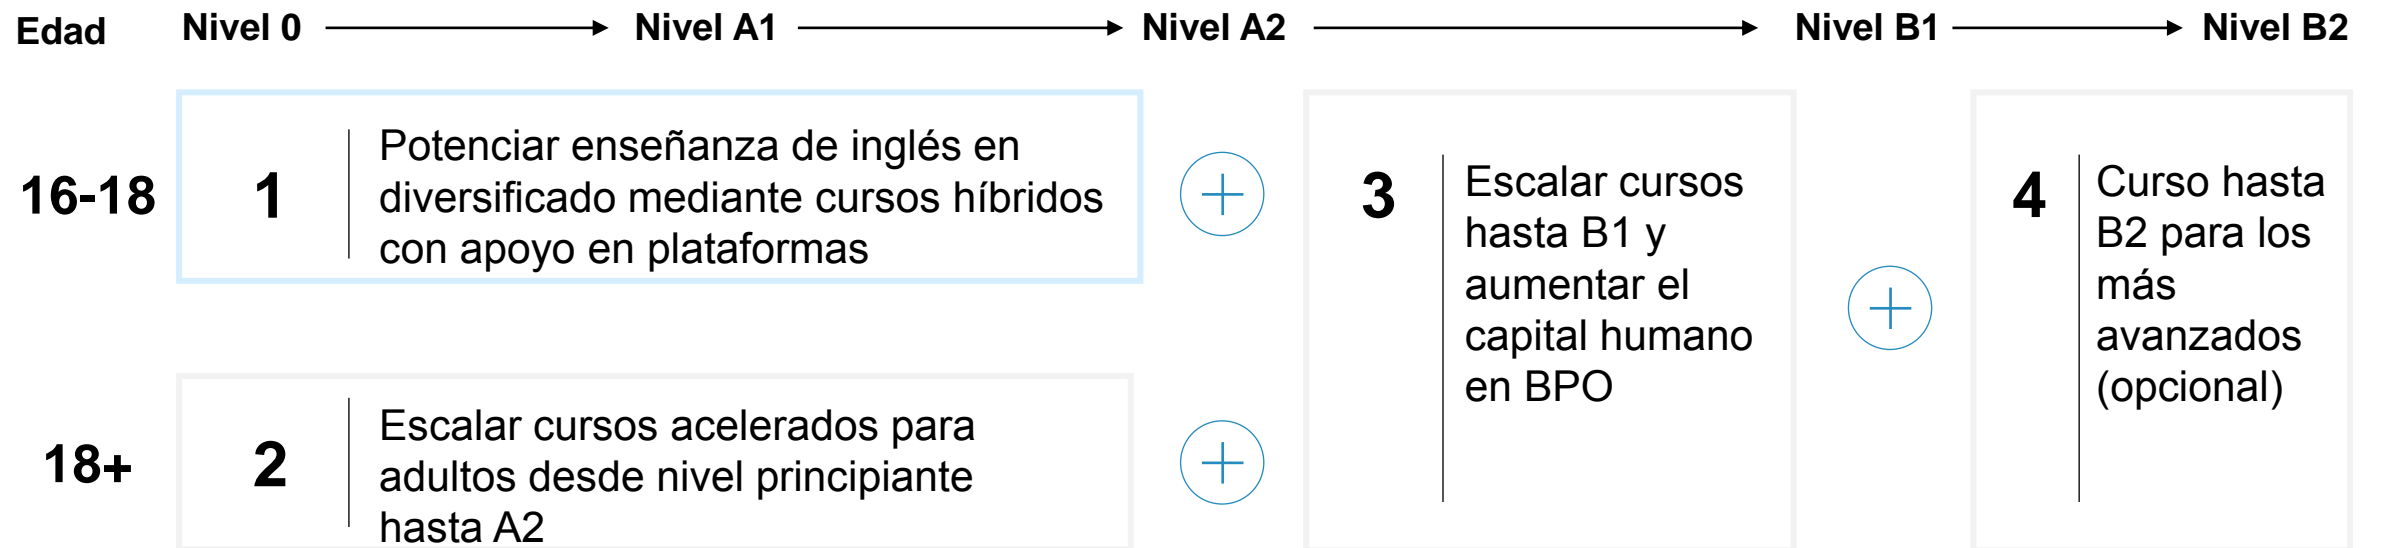 Edad Nivel 0 Nivel A1 Nivel A2 Nivel B1 Nivel B2
16-18
1
Potenciar enseñanza de inglés en
diversificado mediante cursos híbridos
con apoyo en plataformas
18+
2
Escalar cursos acelerados para
adultos desde nivel principiante
hasta A2
3
Escalar cursos
hasta B1 y
aumentar el
capital humano
en BPO
4
Curso hasta
B2 para los
más
avanzados
(opcional)